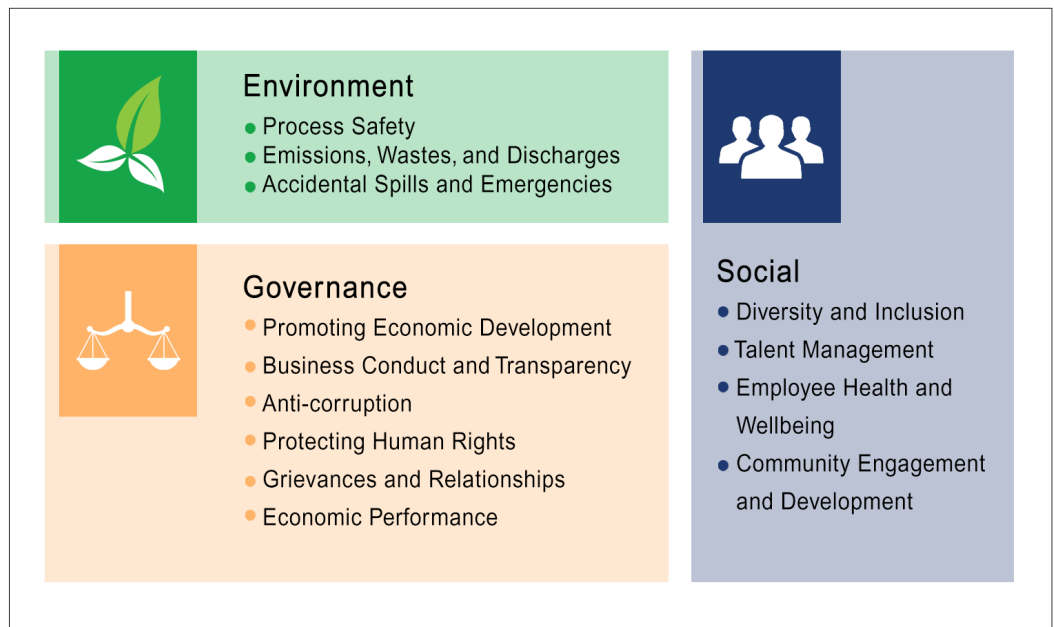 Environment
Process Safety
Emissions, Wastes, and Discharges
Accidental Spills and Emergencies
Governance
Promoting Economic Development
Business Conduct and Transparency
Anti-corruption
Protecting Human Rights
Grievances and Relationships
Economic Performance
Social
Diversity and Inclusion
Talent Management
Employee Health and
Wellbeing
Community Engagement
and Development